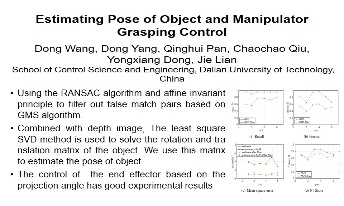 Estimating Pose of Object and Manipulator
Grasping Control
Dong Wang, Dong Yang, Qinghui Pan, Chaochao Qiu,
Yongxiang Dong, Jie Lian
School of Control Science and Engineering, Dalian University of Technology,
China
• Using the RANSAC algorithm and affine invariant
principle to filter out false match pairs based on
GMS algorithm.
• Combined with depth image, The least square
SVD method is used to solve the rotation and tra
nslation matrix of the object. We use this matrix
to estimate the pose of object.
• The control of the end effector based on the
projection angle has good experimental results
(a) Recall
(c) Mean square error